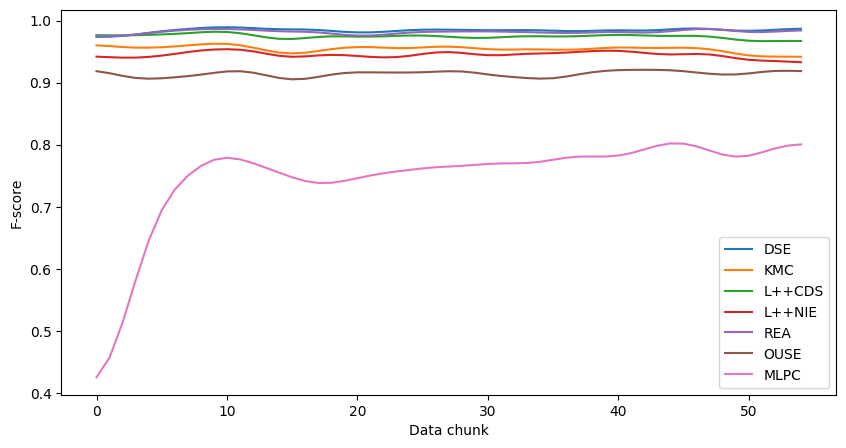 1.0
0.9
0.8
0.7
0.6
0.5
0.4
F-score
0
10
20
30
40
50
Data chunk
DSE
KMC
L++CDS
L++NIE
REA
OUSE
MLPC